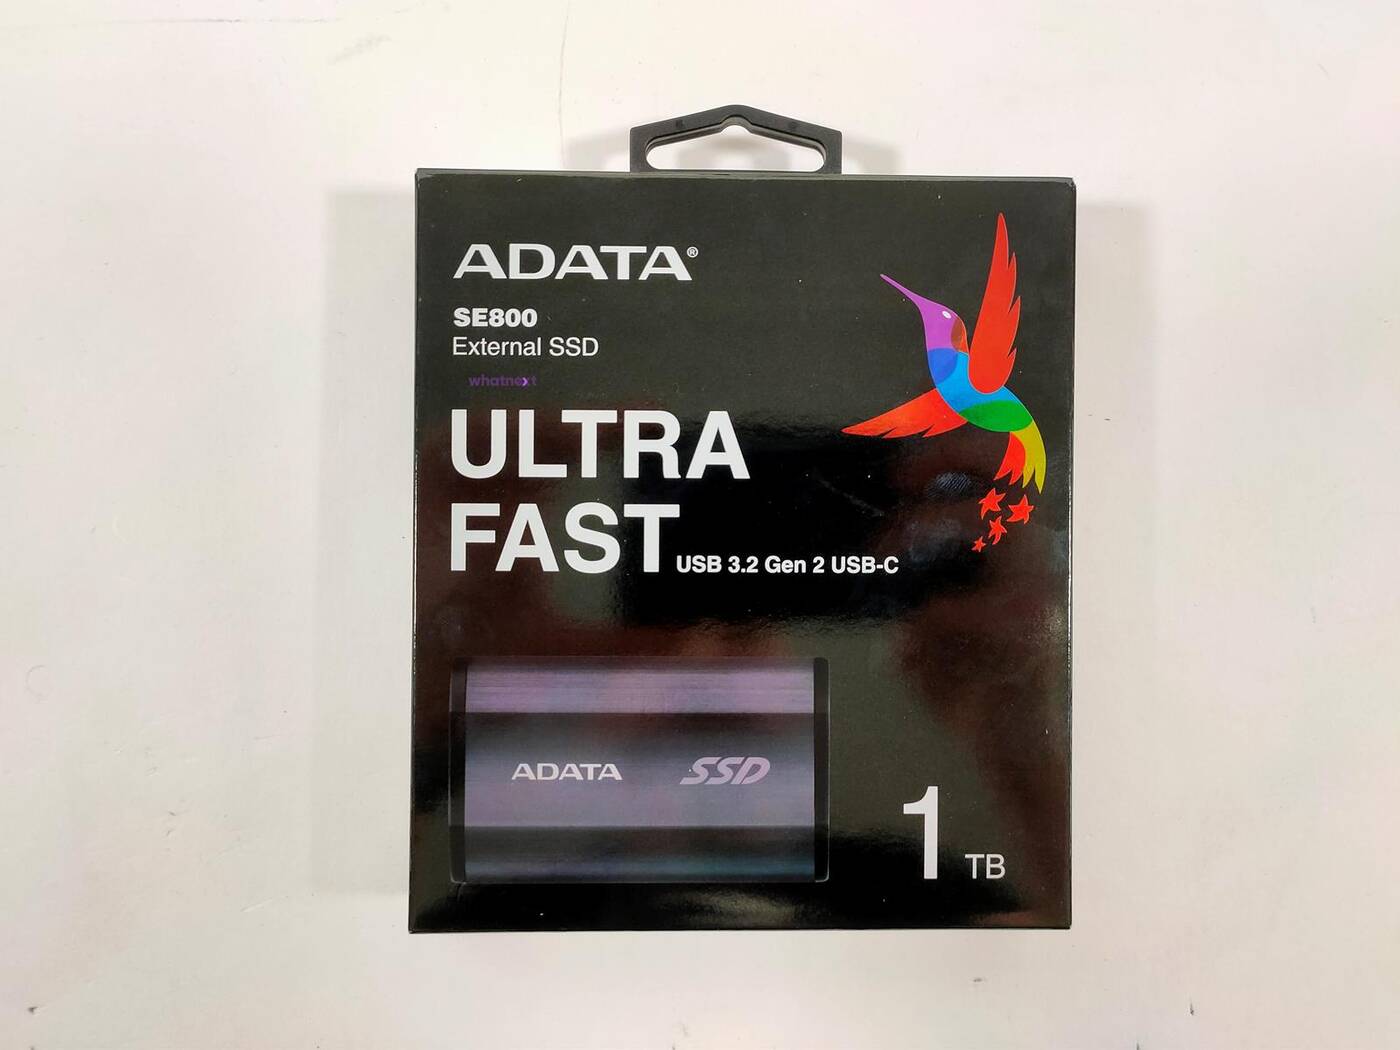 ADATA®
SE800
External SSD
whatnext
ULTRA
FAST USB 3.2 Gen 2 USB-C
ADATA SSD
1 TB